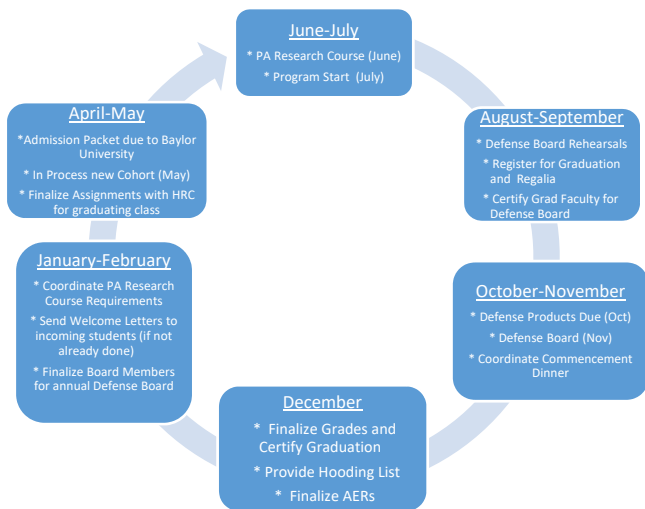 June-July
* PA Research Course (June)
* Program Start (July)
August-September
* Defense Board Rehearsals
* Register for Graduation
and Regalia
* Certify Grad Faculty for
Defense Board
October-November
* Defense Products Due (Oct)
* Defense Board (Nov)
* Coordinate Commencement
Dinner
December
* Finalize Grades and
Certify Graduation
* Provide Hooding List
* Finalize AERs
January-February
* Coordinate PA Research
Course Requirements
* Send Welcome Letters to
incoming students (if not
already done)
* Finalize Board Members
for annual Defense Board
April-May
*Admission Packet due to Baylor
University
* In Process new Cohort (May)
* Finalize Assignments with HRC
for graduating class